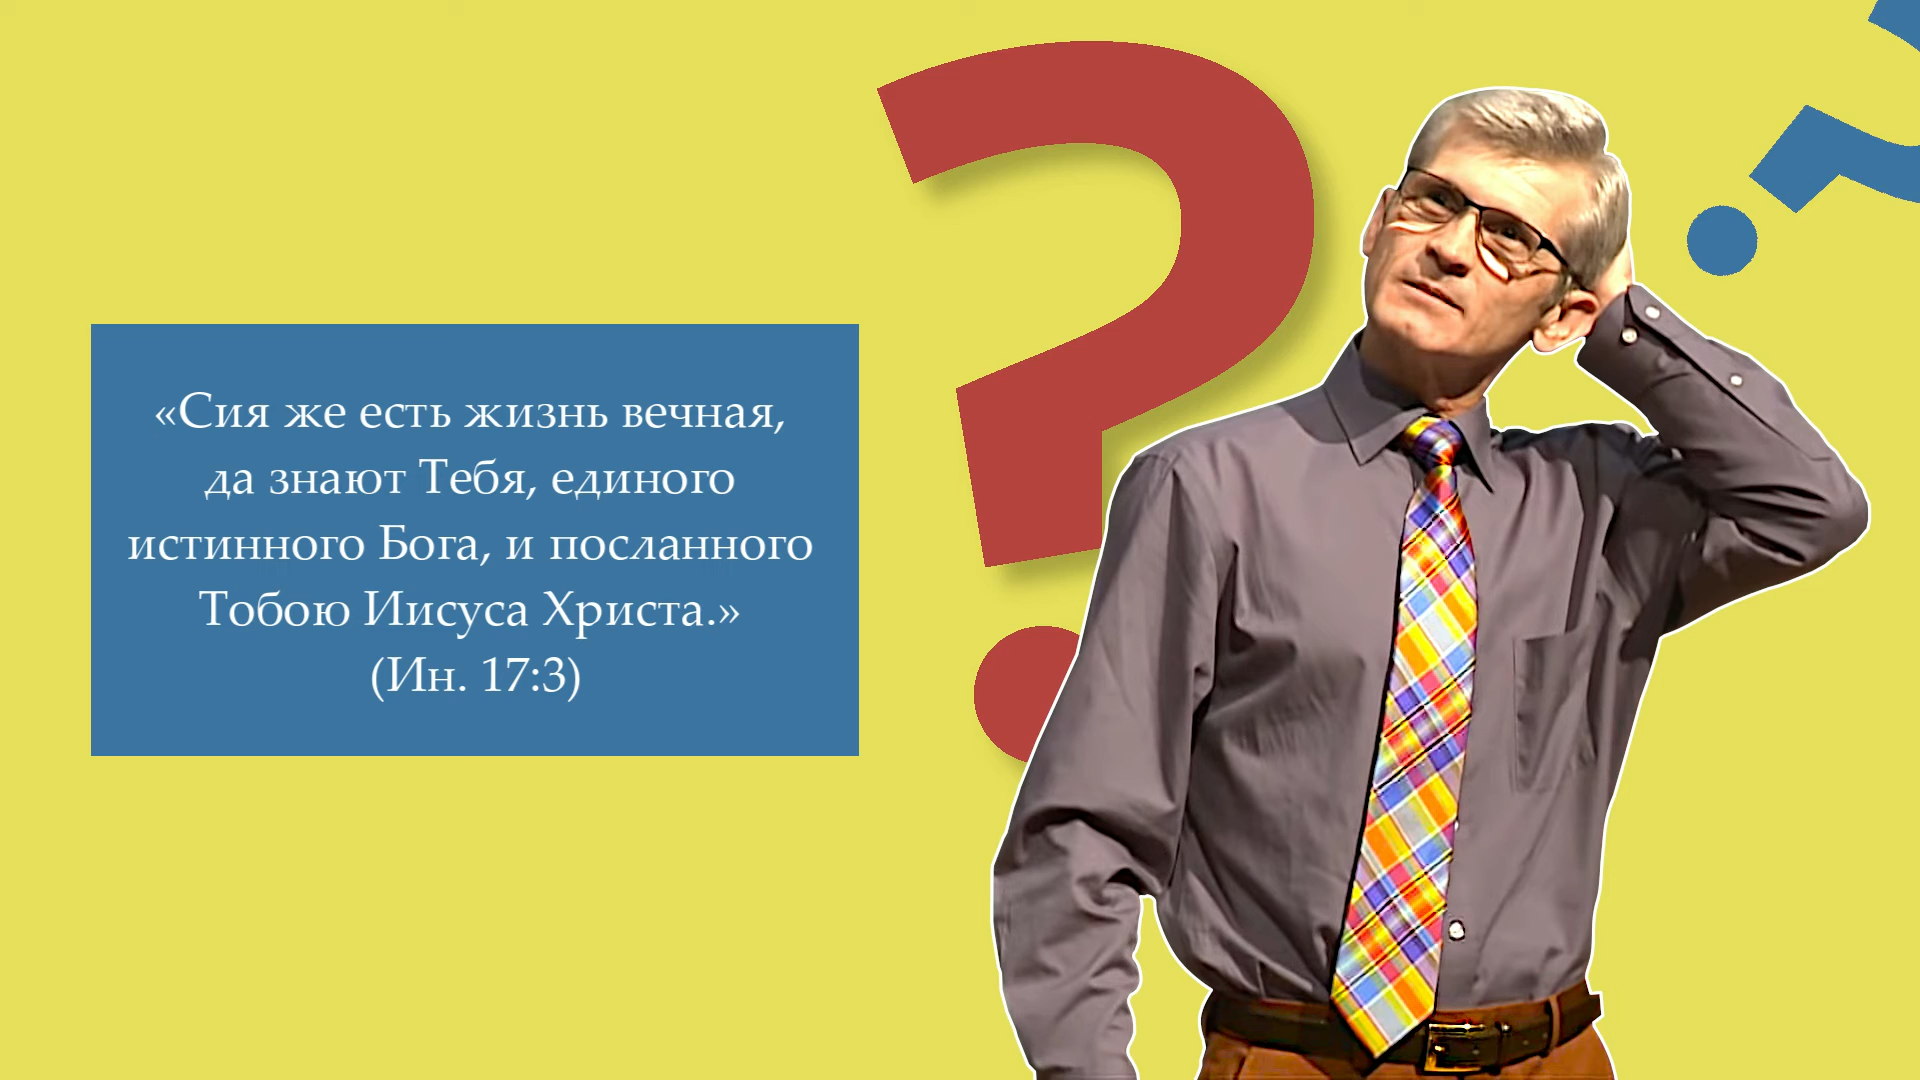 «Сия же есть жизнь вечная,
да знают Тебя, единого
истинного Бога, и посланного
Тобою Иисуса Христа.»
(Ин. 17:3)